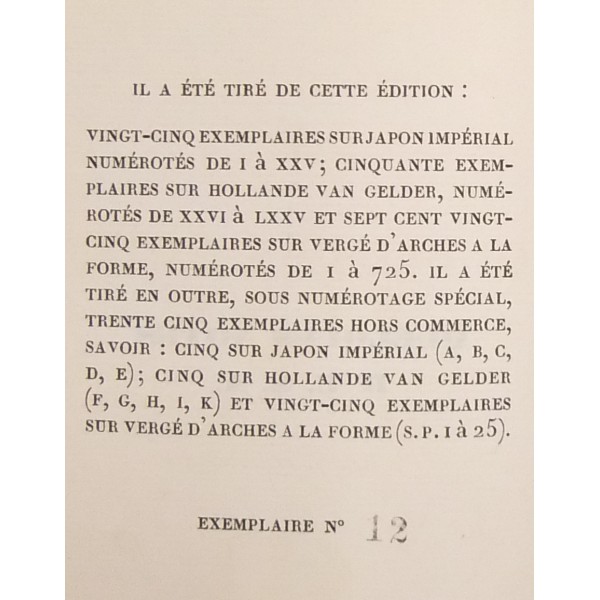 IL A ÉTÉ TIRÉ DE CETTE ÉDITION :
VINGT-CINQ EXEMPLAIRES SUR JAPON IMPÉRIAL
NUMÉROTÉS DE I à XXV; CINQUANTE EXEM-
PLAIRES SUR HOLLANDE VAN GELDER, NUMÉ-
ROTÉS DE XXVI à LXXV ET SEPT CENT VINGT-
CINQ EXEMPLAIRES SUR VERGÉ D'ARCHES A LA
FORME, NUMÉROTÉS DE 1 à 725. IL A ÉTÉ
TIRÉ EN OUTRE, SOUS NUMÉROTAGE SPÉCIAL,
TRENTE CINQ EXEMPLAIRES HORS COMMERCE,
SAVOIR : CINQ SUR JAPON IMPÉRIAL (A, B, C,
D, E); CINQ SUR HOLLANDE VAN GELDER
(F, G, H, I, K) ET VINGT-CINQ EXEMPLAIRES
SUR VERGÉ D'ARCHES A LA FORME (S.P. 1 à 25).
EXEMPLAIRE N° 12